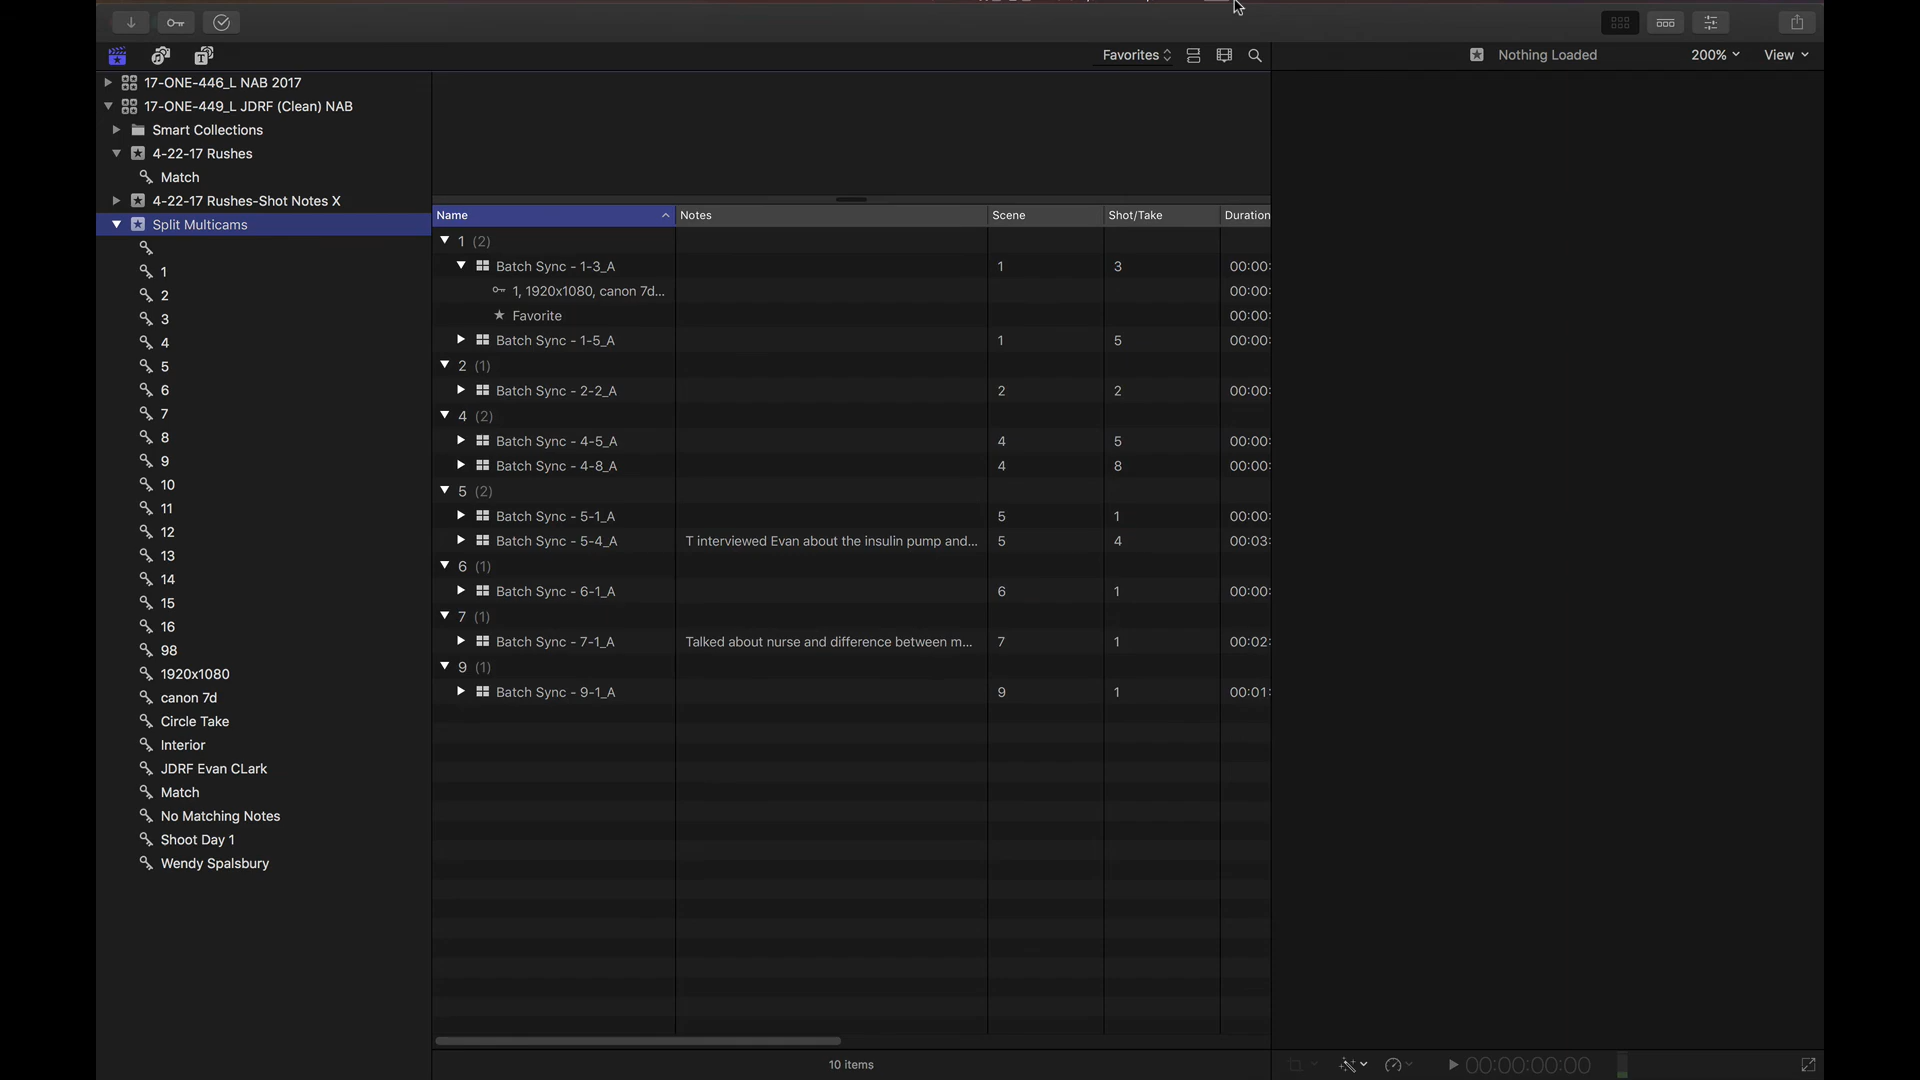 Favorites
Nothing Loaded
200%
View
17-ONE-446_L NAB 2017
17-ONE-449_L JDRF (Clean) NAB
Smart Collections
4-22-17 Rushes
Match
4-22-17 Rushes-Shot Notes X
Split Multicams
1
2
3
4
5
6
7
8
9
10
11
12
13
14
15
16
98
1920x1080
canon 7d
Circle Take
Interior
JDRF Evan CLark
Match
No Matching Notes
Shoot Day 1
Wendy Spalsbury
Name Notes Scene Shot/Take Duration
1 (2)
Batch Sync - 1-3_A 1 3 00:00:
1, 1920x1080, canon 7d... 00:00:
Favorite 00:00:
Batch Sync - 1-5_A 1 5 00:00:
2 (1)
Batch Sync - 2-2_A 2 2 00:00:
4 (2)
Batch Sync - 4-5_A 4 5 00:00:
Batch Sync - 4-8_A 4 8 00:00:
5 (2)
Batch Sync - 5-1_A 5 1 00:00:
Batch Sync - 5-4_A T interviewed Evan about the insulin pump and... 5 4 00:03:
6 (1)
Batch Sync - 6-1_A 6 1 00:00:
7 (1)
Batch Sync - 7-1_A Talked about nurse and difference between m... 7 1 00:02:
9 (1)
Batch Sync - 9-1_A 9 1 00:01:
10 items
00:00:00:00